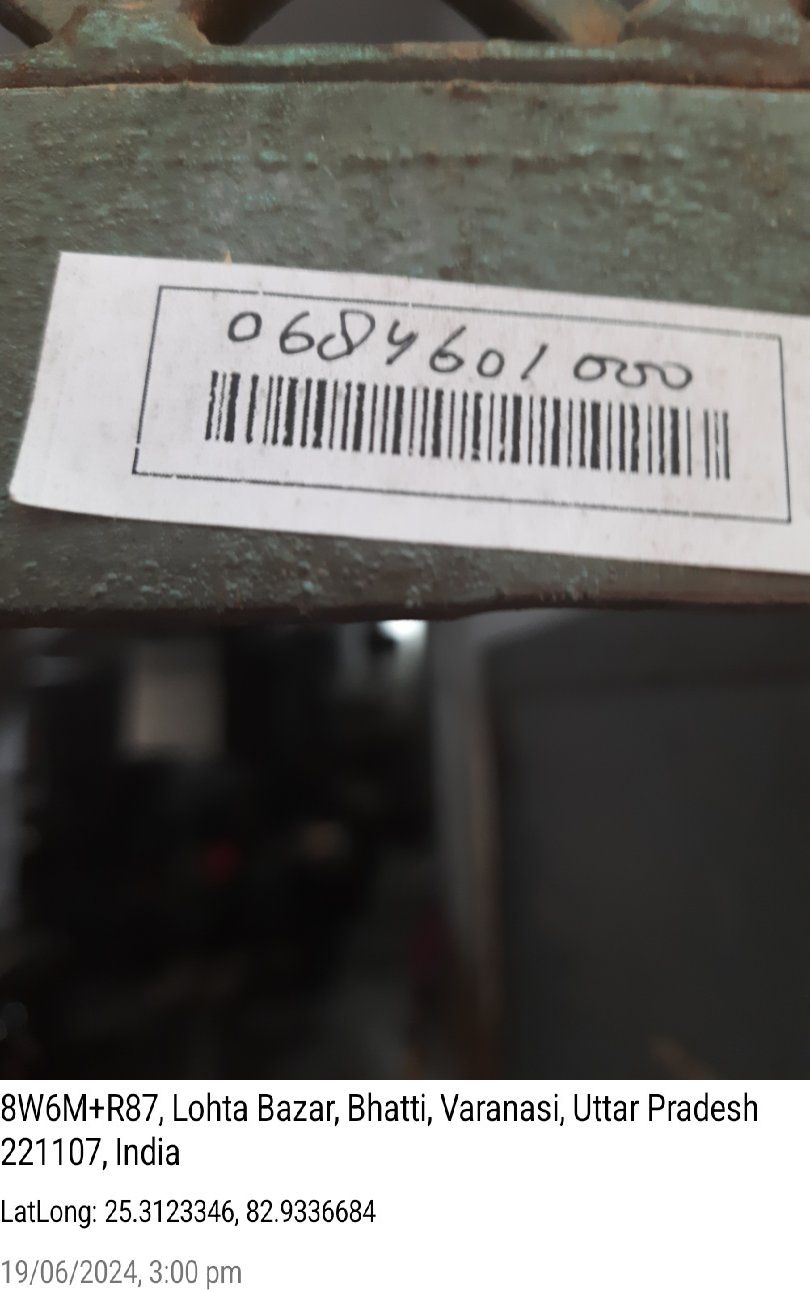 0684601000
8W6M+R87, Lohta Bazar, Bhatti, Varanasi, Uttar Pradesh
221107, India
LatLong: 25.3123346, 82.9336684
19/06/2024, 3:00 pm